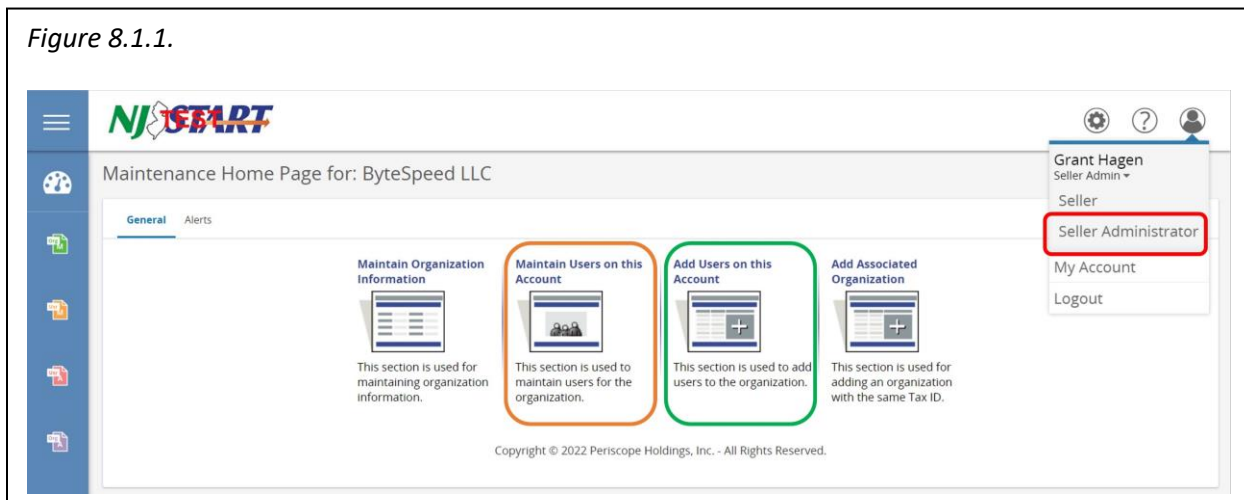 Figure 8.1.1.
NJSTART
TEST
Grant Hagen
Seller Admin
Maintenance Home Page for: ByteSpeed LLC
Seller
General Alerts
Seller Administrator
My Account
Logout
Maintain Organization
Information
This section is used for
maintaining organization
information.
Maintain Users on this
Account
This section is used to
maintain users for the
organization.
Add Users on this
Account
This section is used to add
users to the organization.
Add Associated
Organization
This section is used for
adding an organization
with the same Tax ID.
Copyright © 2022 Periscope Holdings, Inc. - All Rights Reserved.